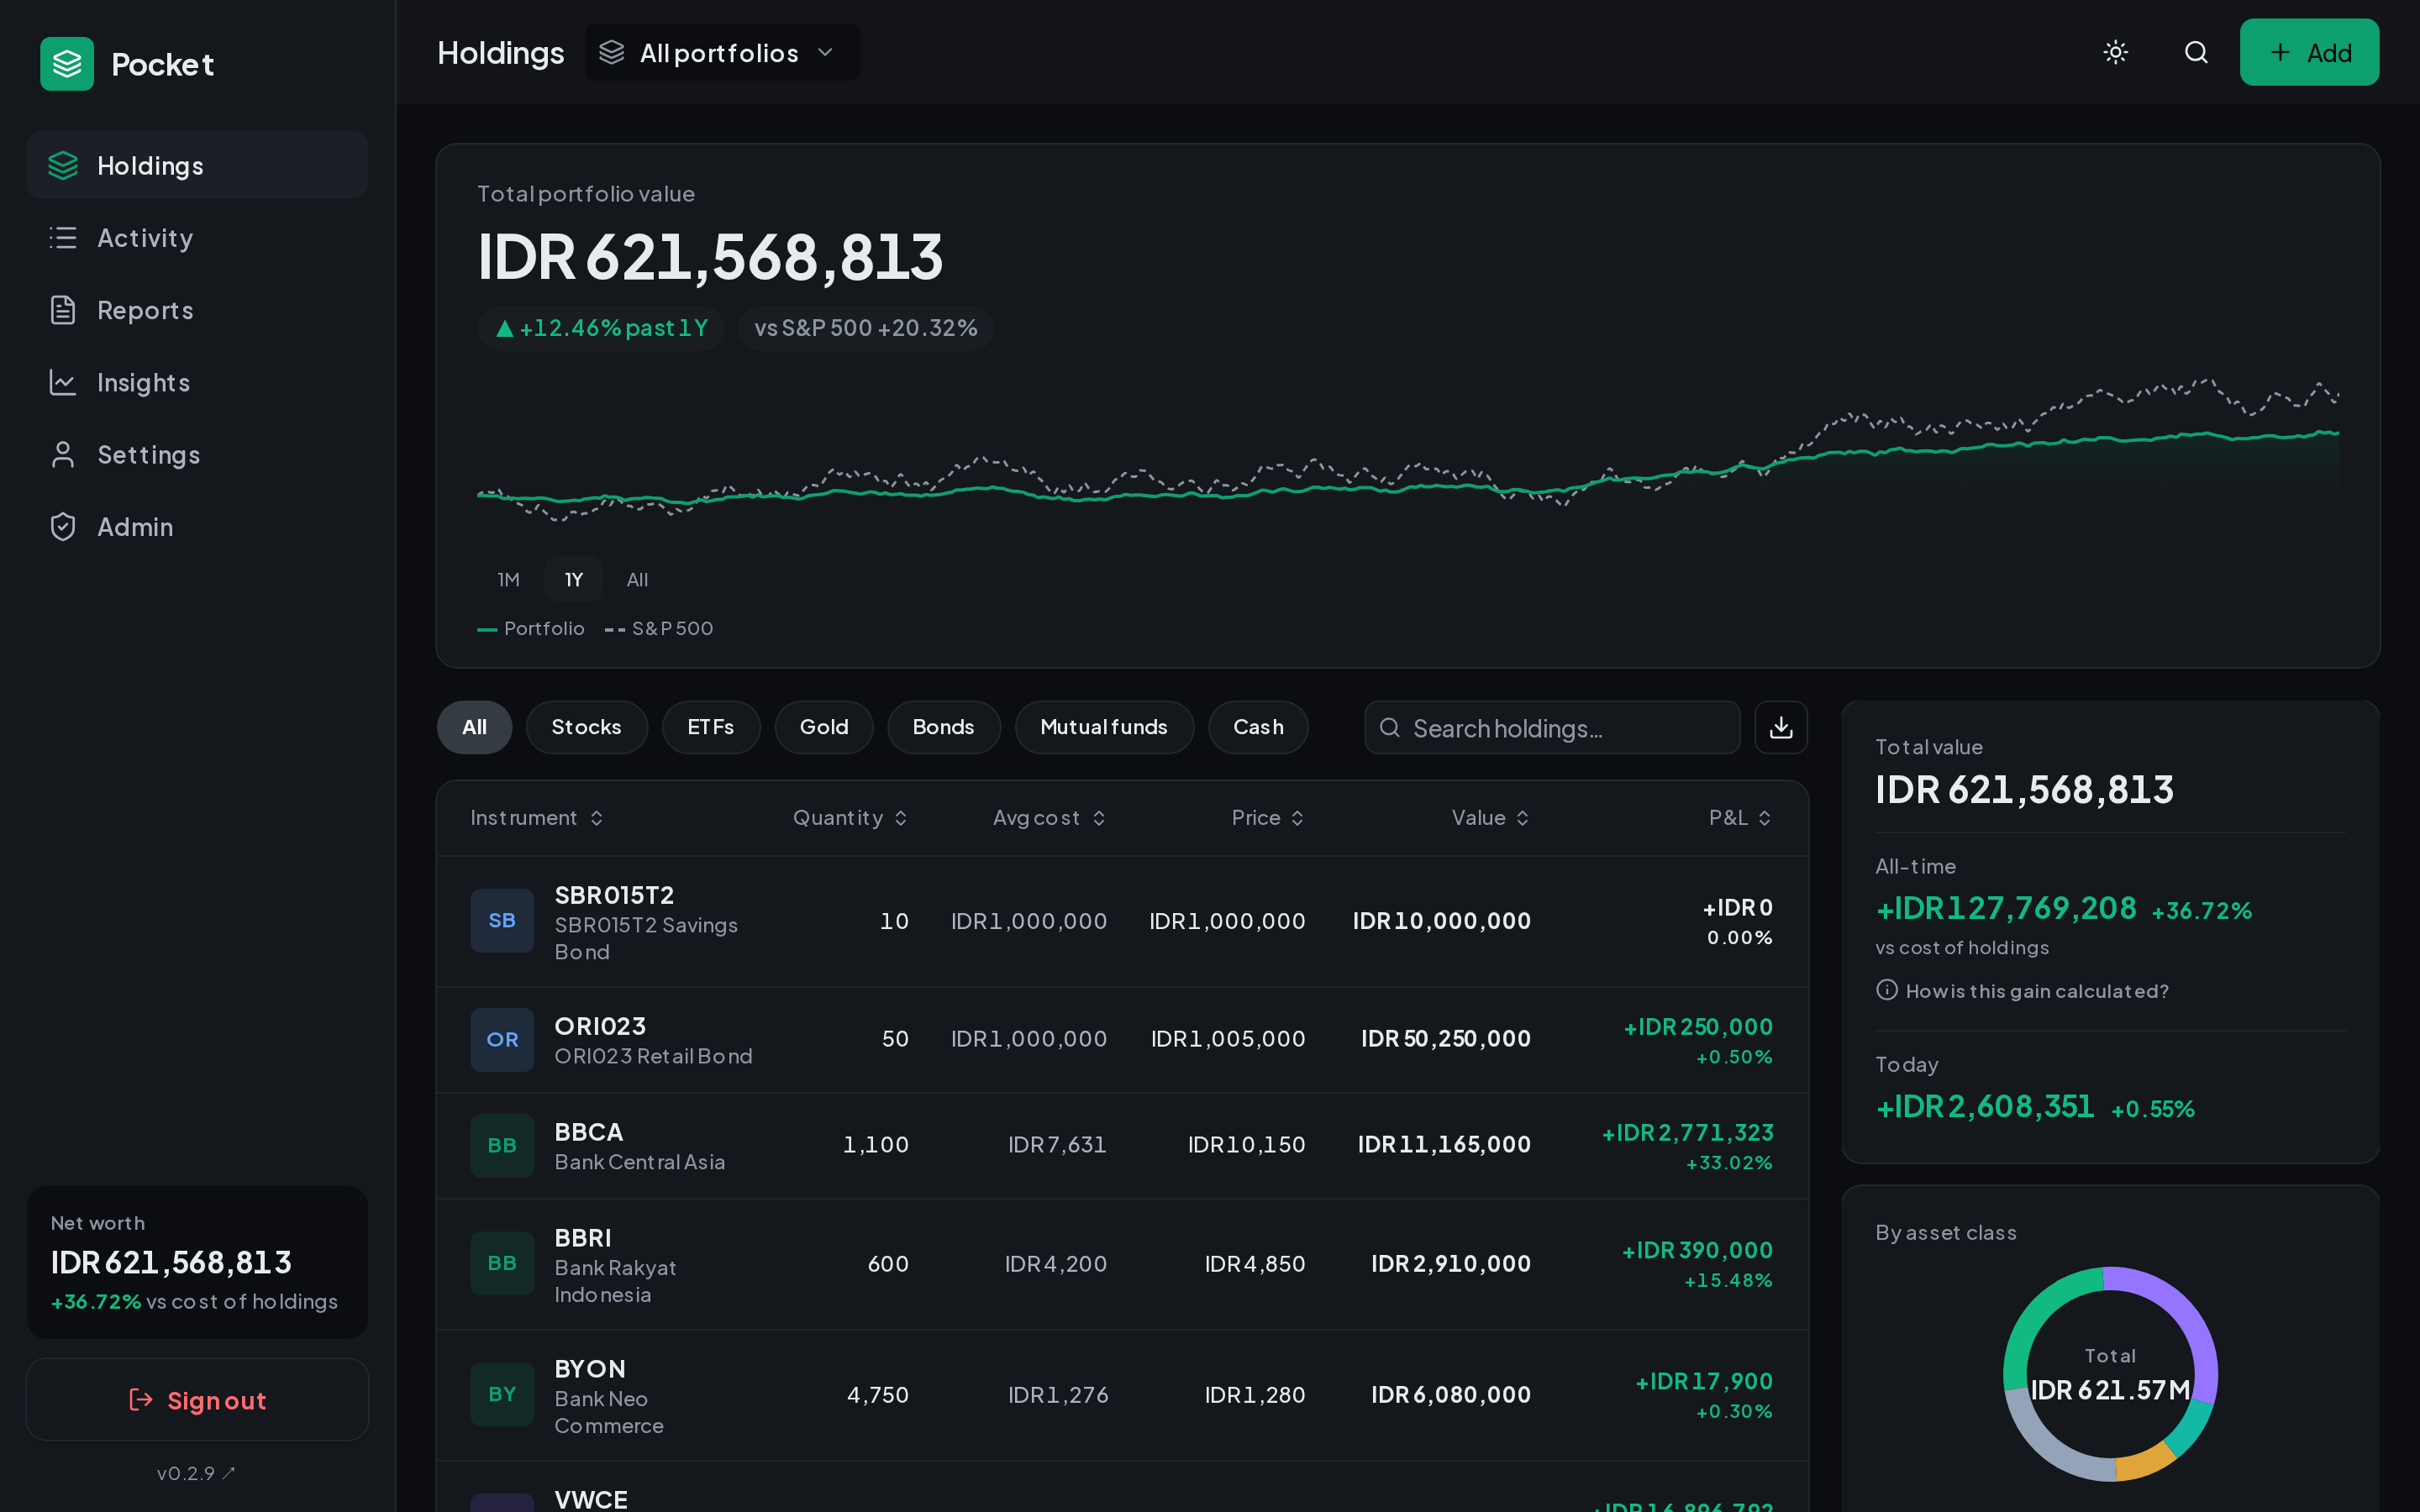 Pocket
Holdings
Activity
Reports
Insights
Settings
Admin
Net worth
IDR 621,568,813
+36.72% vs cost of holdings
Sign out
v0.2.9 ↗
Holdings
All portfolios
+ Add
Total portfolio value
IDR 621,568,813
▲ +12.46% past 1Y
vs S&P 500 +20.32%
1M 1Y All
Portfolio S&P 500
All Stocks ETFs Gold Bonds Mutual funds Cash
Search holdings...
Instrument Quantity Avg cost Price Value P&L
SB
SBR015T2
SBR015T2 Savings
Bond
10 IDR 1,000,000 IDR 1,000,000 IDR 10,000,000
+IDR 0
0.00%
OR
ORI023
ORI023 Retail Bond
50 IDR 1,000,000 IDR 1,005,000 IDR 50,250,000
+IDR 250,000
+0.50%
BB
BBCA
Bank Central Asia
1,100 IDR 7,631 IDR 10,150 IDR 11,165,000
+IDR 2,771,323
+33.02%
BB
BBRI
Bank Rakyat
Indonesia
600 IDR 4,200 IDR 4,850 IDR 2,910,000
+IDR 390,000
+15.48%
BY
BYON
Bank Neo
Commerce
4,750 IDR 1,276 IDR 1,280 IDR 6,080,000
+IDR 17,900
+0.30%
VWCE
+IDR 16,896,792
Total value
IDR 621,568,813
All-time
+IDR 127,769,208 +36.72%
vs cost of holdings
How is this gain calculated?
Today
+IDR 2,608,351 +0.55%
By asset class
Total
IDR 621.57M